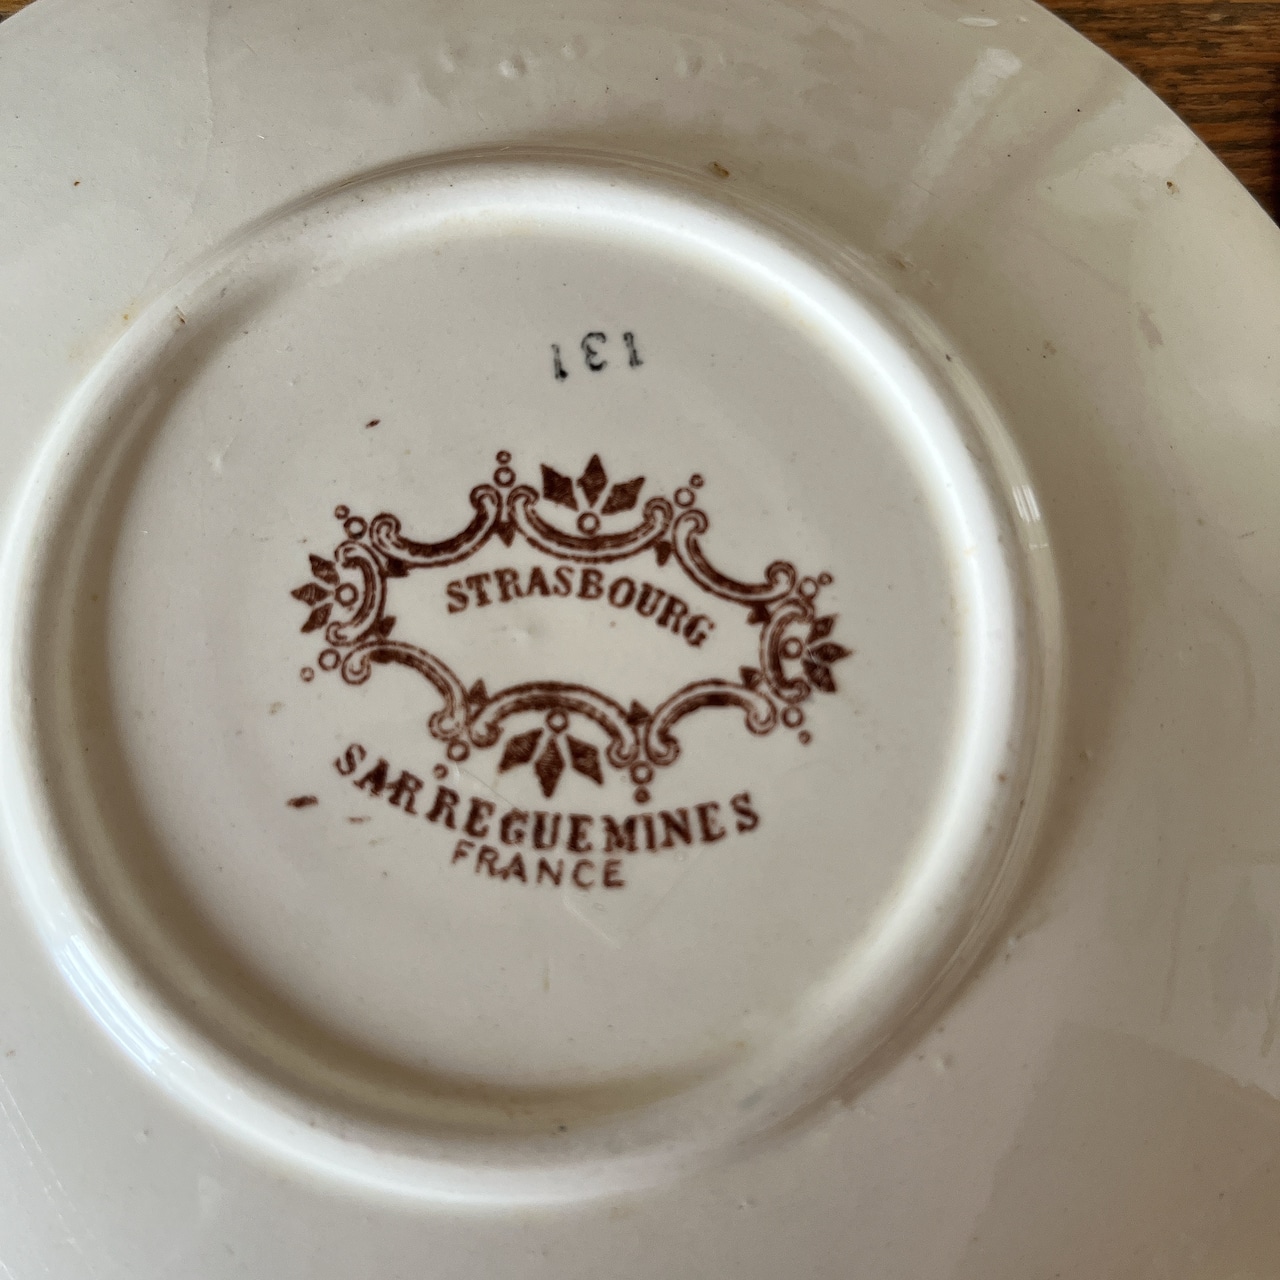 131
STRASBOURG
SARREGUEMINES
FRANCE